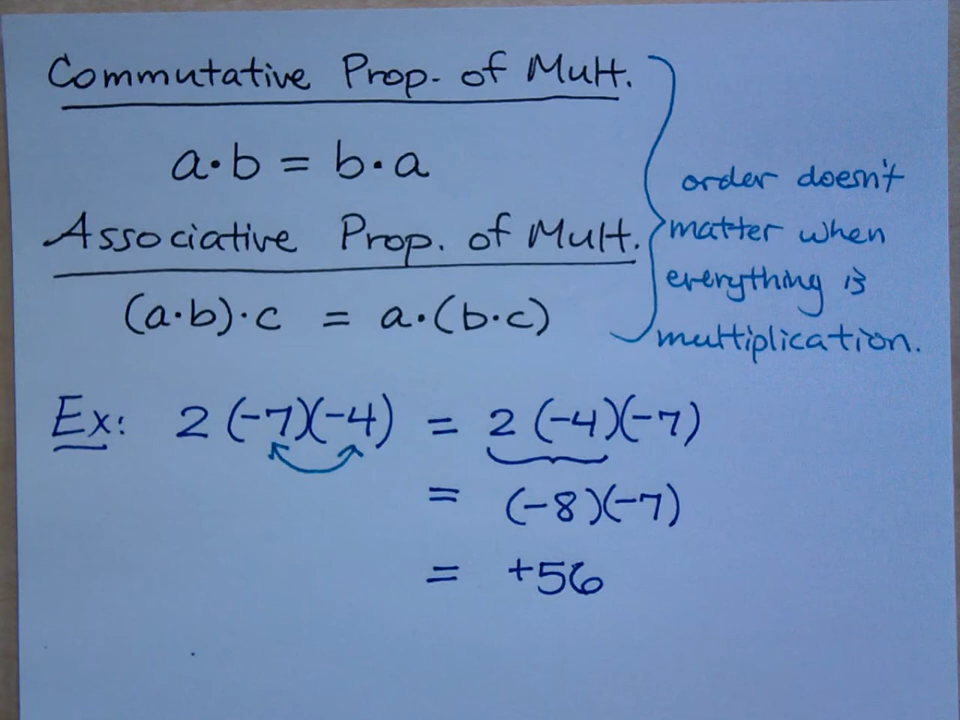 Commutative Prop. of Mult.
a·b = b·a
Associative Prop. of Mult.
(a·b)·c = a·(b·c)
order doesn't
matter when
everything is
multiplication.
Ex: 2(-7)(-4) = 2(-4)(-7)
= (-8)(-7)
= +56